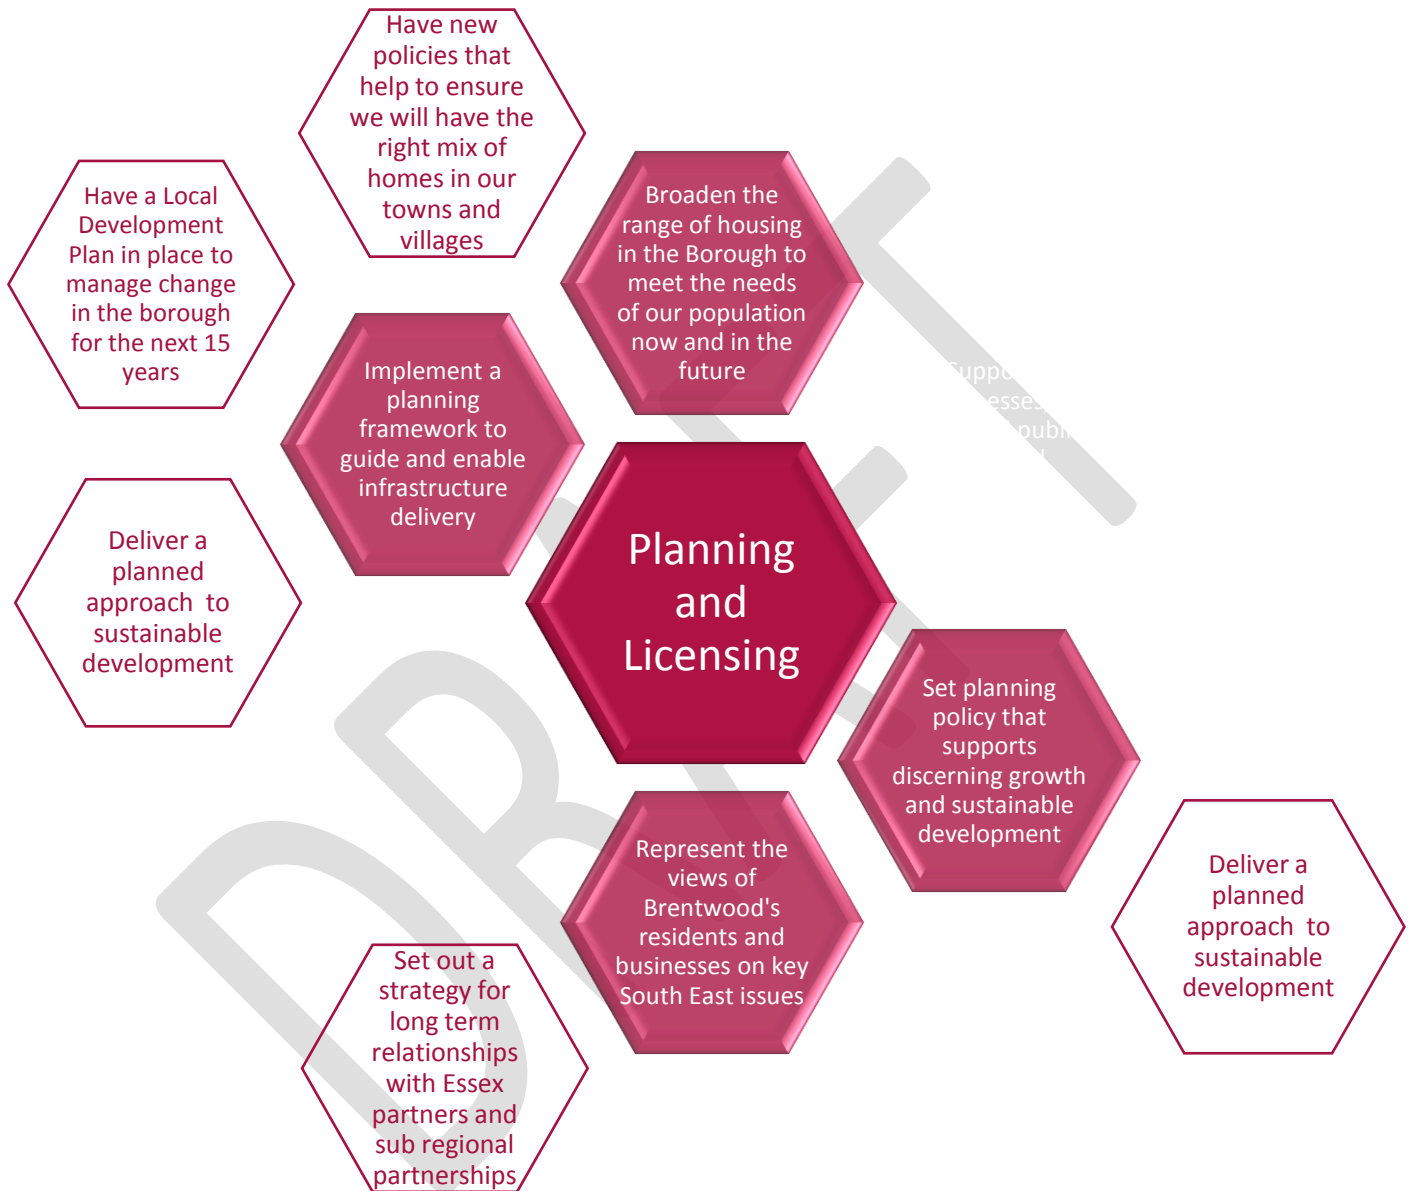 Have new
policies that
help to ensure
we will have the
right mix of
homes in our
towns and
villages
Have a Local
Development
Plan in place to
manage change
in the borough
for the next 15
years
Broaden the
range of housing
in the Borough to
meet the needs
of our population
now and in the
future
Implement a
planning
framework to
guide and enable
infrastructure
delivery
Deliver a
planned
approach to
sustainable
development
Planning
and
Licensing
Set planning
policy that
supports
discerning growth
and sustainable
development
Represent the
views of
Brentwood's
residents and
businesses on key
South East issues
Deliver a
planned
approach to
sustainable
development
Set out a
strategy for
long term
relationships
with Essex
partners and
sub regional
partnerships
DRAFT